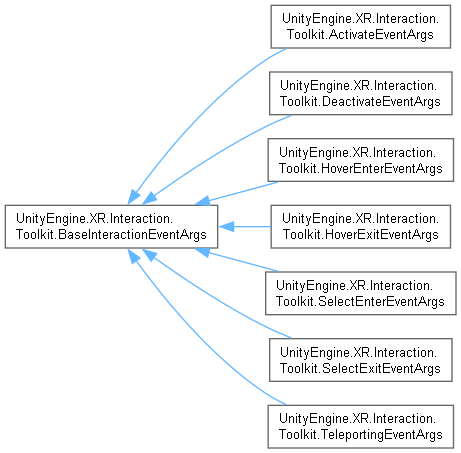 UnityEngine.XR.Interaction.
Toolkit.ActivateEventArgs
UnityEngine.XR.Interaction.
Toolkit.DeactivateEventArgs
UnityEngine.XR.Interaction.
Toolkit.HoverEnterEventArgs
UnityEngine.XR.Interaction.
Toolkit.BaseInteractionEventArgs
UnityEngine.XR.Interaction.
Toolkit.HoverExitEventArgs
UnityEngine.XR.Interaction.
Toolkit.SelectEnterEventArgs
UnityEngine.XR.Interaction.
Toolkit.SelectExitEventArgs
UnityEngine.XR.Interaction.
Toolkit.TeleportingEventArgs